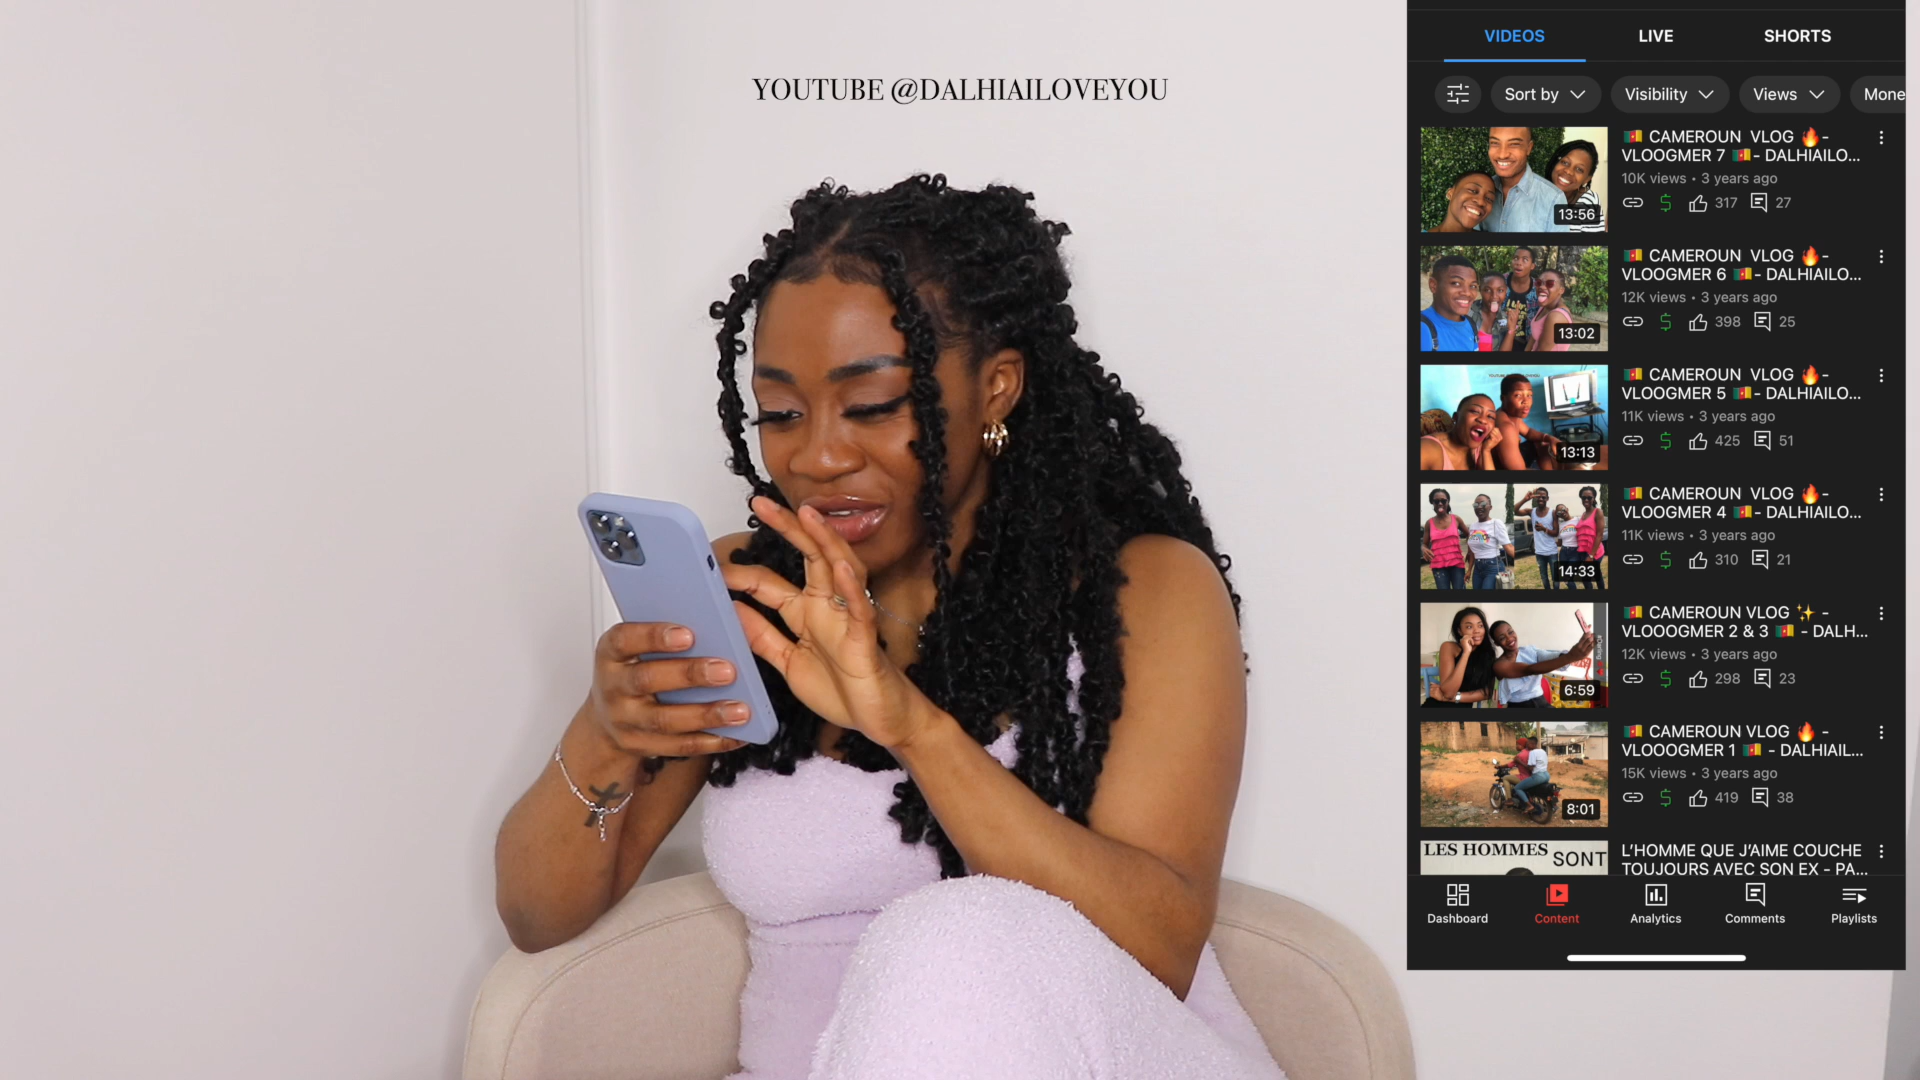 YOUTUBE @DALHIAILOVEYOU
VIDEOS LIVE SHORTS
Sort by Visibility Views Mone
🇨🇲 CAMEROUN VLOG 🔥-
VLOOGMER 7 🇨🇲- DALHIAILO...
10K views • 3 years ago
317 27
13:56
🇨🇲 CAMEROUN VLOG 🔥-
VLOOGMER 6 🇨🇲- DALHIAILO...
12K views • 3 years ago
398 25
13:02
🇨🇲 CAMEROUN VLOG 🔥-
VLOOGMER 5 🇨🇲- DALHIAILO...
11K views • 3 years ago
425 51
13:13
🇨🇲 CAMEROUN VLOG 🔥-
VLOOGMER 4 🇨🇲- DALHIAILO...
11K views • 3 years ago
310 21
14:33
🇨🇲 CAMEROUN VLOG ✨ -
VLOOOGMER 2 & 3 🇨🇲 - DALH...
12K views • 3 years ago
298 23
6:59
🇨🇲 CAMEROUN VLOG 🔥 -
VLOOOGMER 1 🇨🇲 - DALHIAIL...
15K views • 3 years ago
419 38
8:01
LES HOMMES SONT
L'HOMME QUE J'AIME COUCHE
TOUJOURS AVEC SON EX - PA...
Dashboard Content Analytics Comments Playlists